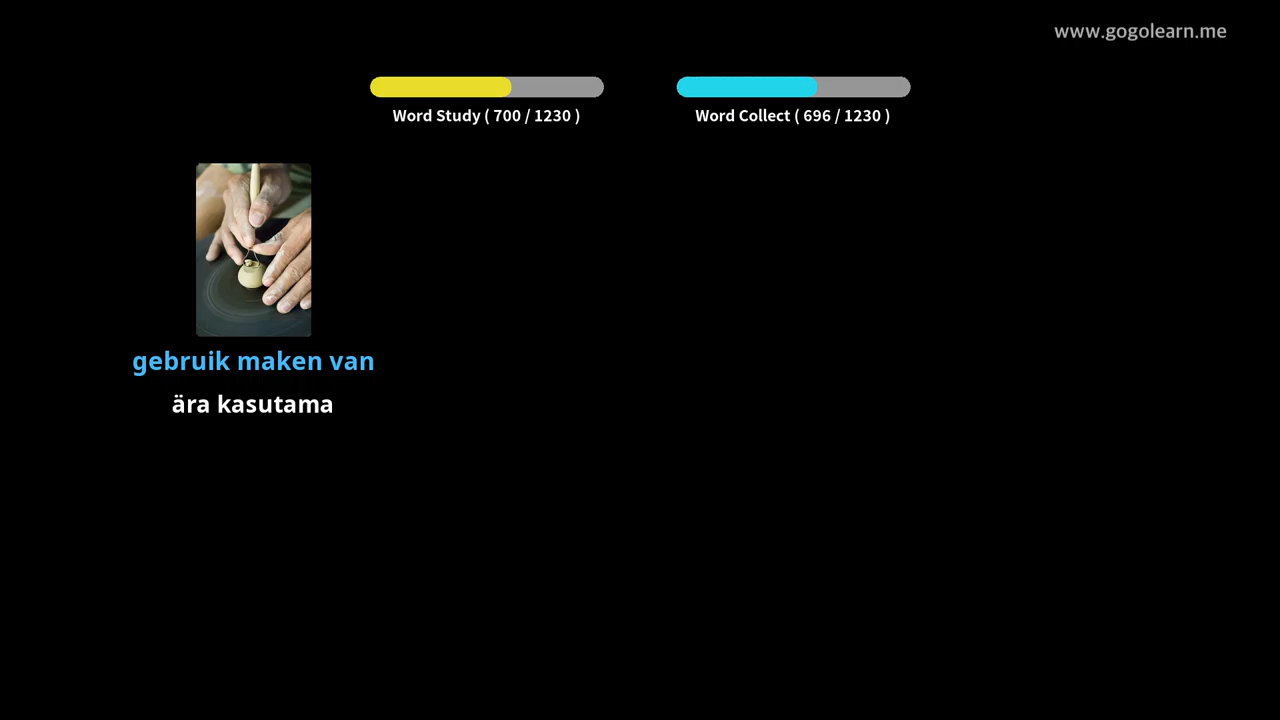 www.gogolearn.me
Word Study ( 700 / 1230 )
Word Collect ( 696 / 1230 )
gebruik maken van
ära kasutama